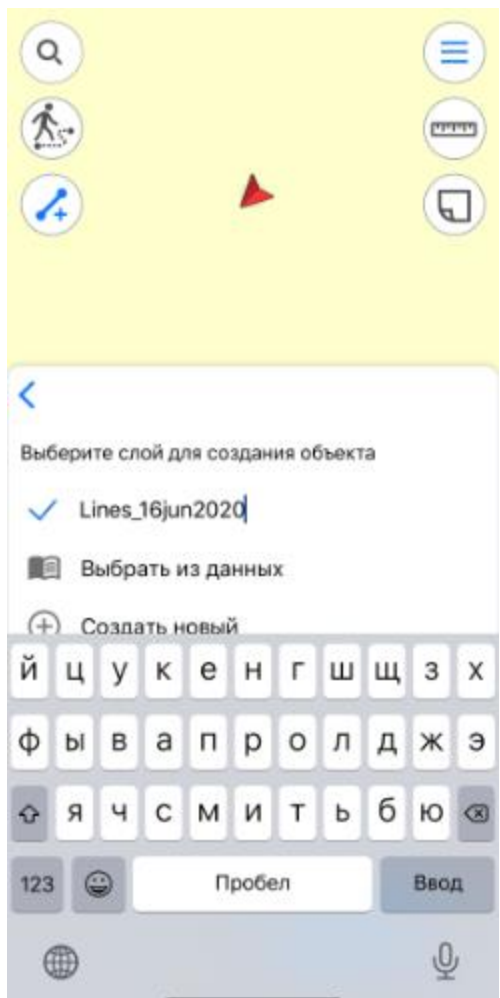 Выберите слой для создания объекта
Lines_16jun2020
Выбрать из данных
Создать новый
й ц у к е н г ш щ з х
ф ы в а п р о л д ж э
я ч с м и т ь б ю
123 Пробел Ввод